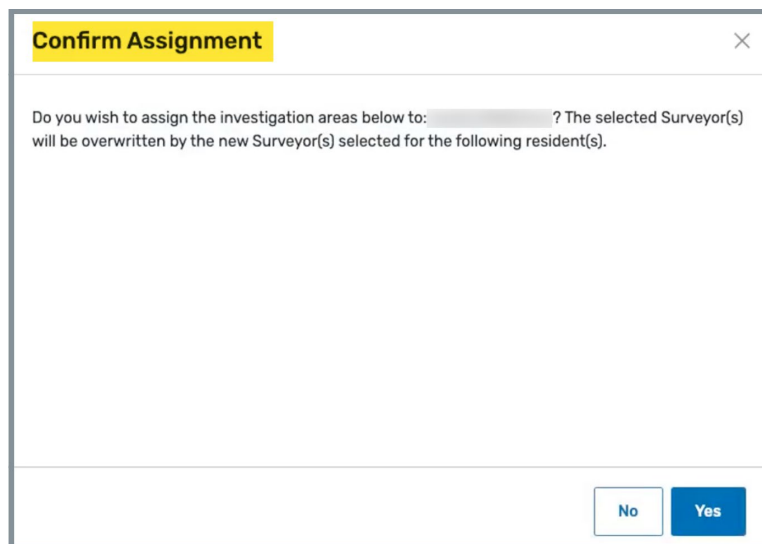 Confirm Assignment
Do you wish to assign the investigation areas below to: ? The selected Surveyor(s)
will be overwritten by the new Surveyor(s) selected for the following resident(s).
No
Yes